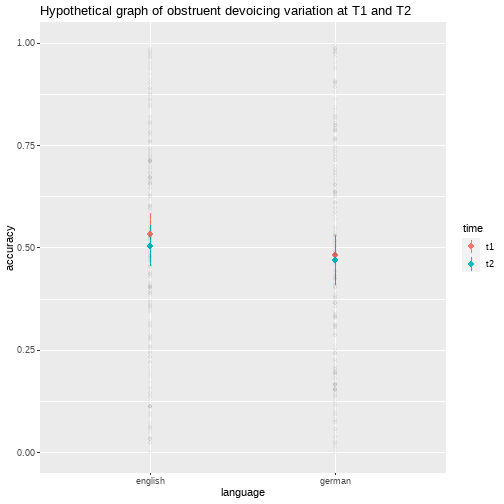 Hypothetical graph of obstruent devoicing variation at T1 and T2
1.00
0.75
0.50
0.25
0.00
accuracy
english
german
language
time
t1
t2